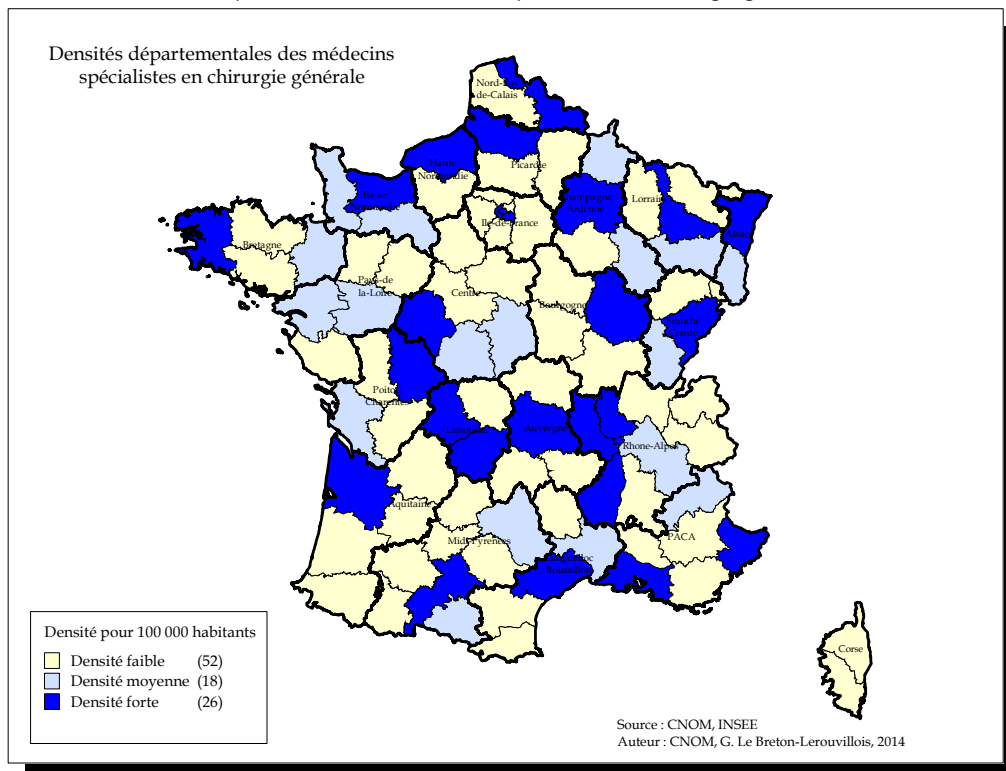 Densités départementales des médecins
spécialistes en chirurgie générale
Nord-
de-Calais
Picardie
Haute
Normandie
Basse
Champagne
Ardenne
Lorraine
Alsace
Ile-de-France
Bretagne
Pays-de
la-Loire
Centre
Bourgogne
Franche
Comté
Poitou
Charentes
Limousin
Auvergne
Rhone-Alpes
Aquitaine
Midi-Pyrénées
Languedoc
Roussillon
PACA
Corse
Densité pour 100 000 habitants
Densité faible (52)
Densité moyenne (18)
Densité forte (26)
Source : CNOM, INSEE
Auteur : CNOM, G. Le Breton-Lerouvillois, 2014